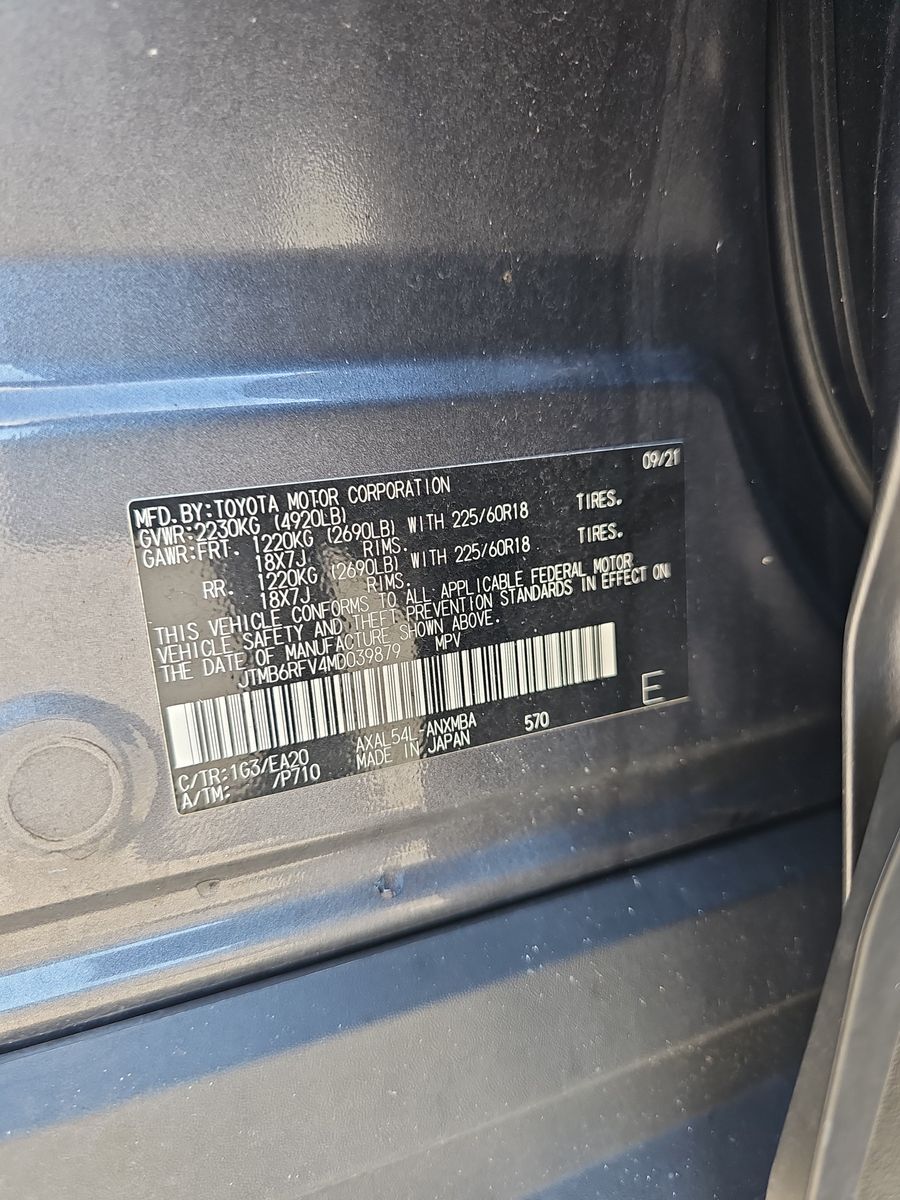 09/21
MFD.BY:TOYOTA MOTOR CORPORATION
GVWR:2230KG (4920LB)
GAWR:FRT. 1220KG (2690LB) WITH 225/60R18 TIRES.
18X7J RIMS.
RR. 1220KG (2690LB) WITH 225/60R18 TIRES.
18X7J RIMS.
THIS VEHICLE CONFORMS TO ALL APPLICABLE FEDERAL MOTOR
VEHICLE SAFETY AND THEFT PREVENTION STANDARDS IN EFFECT ON
THE DATE OF MANUFACTURE SHOWN ABOVE.
JTMB6RFV4MD039879 MPV
E
C/TR:1G3/EA20 AXAL54L-ANXMBA 570
A/TM: /P710 MADE IN JAPAN